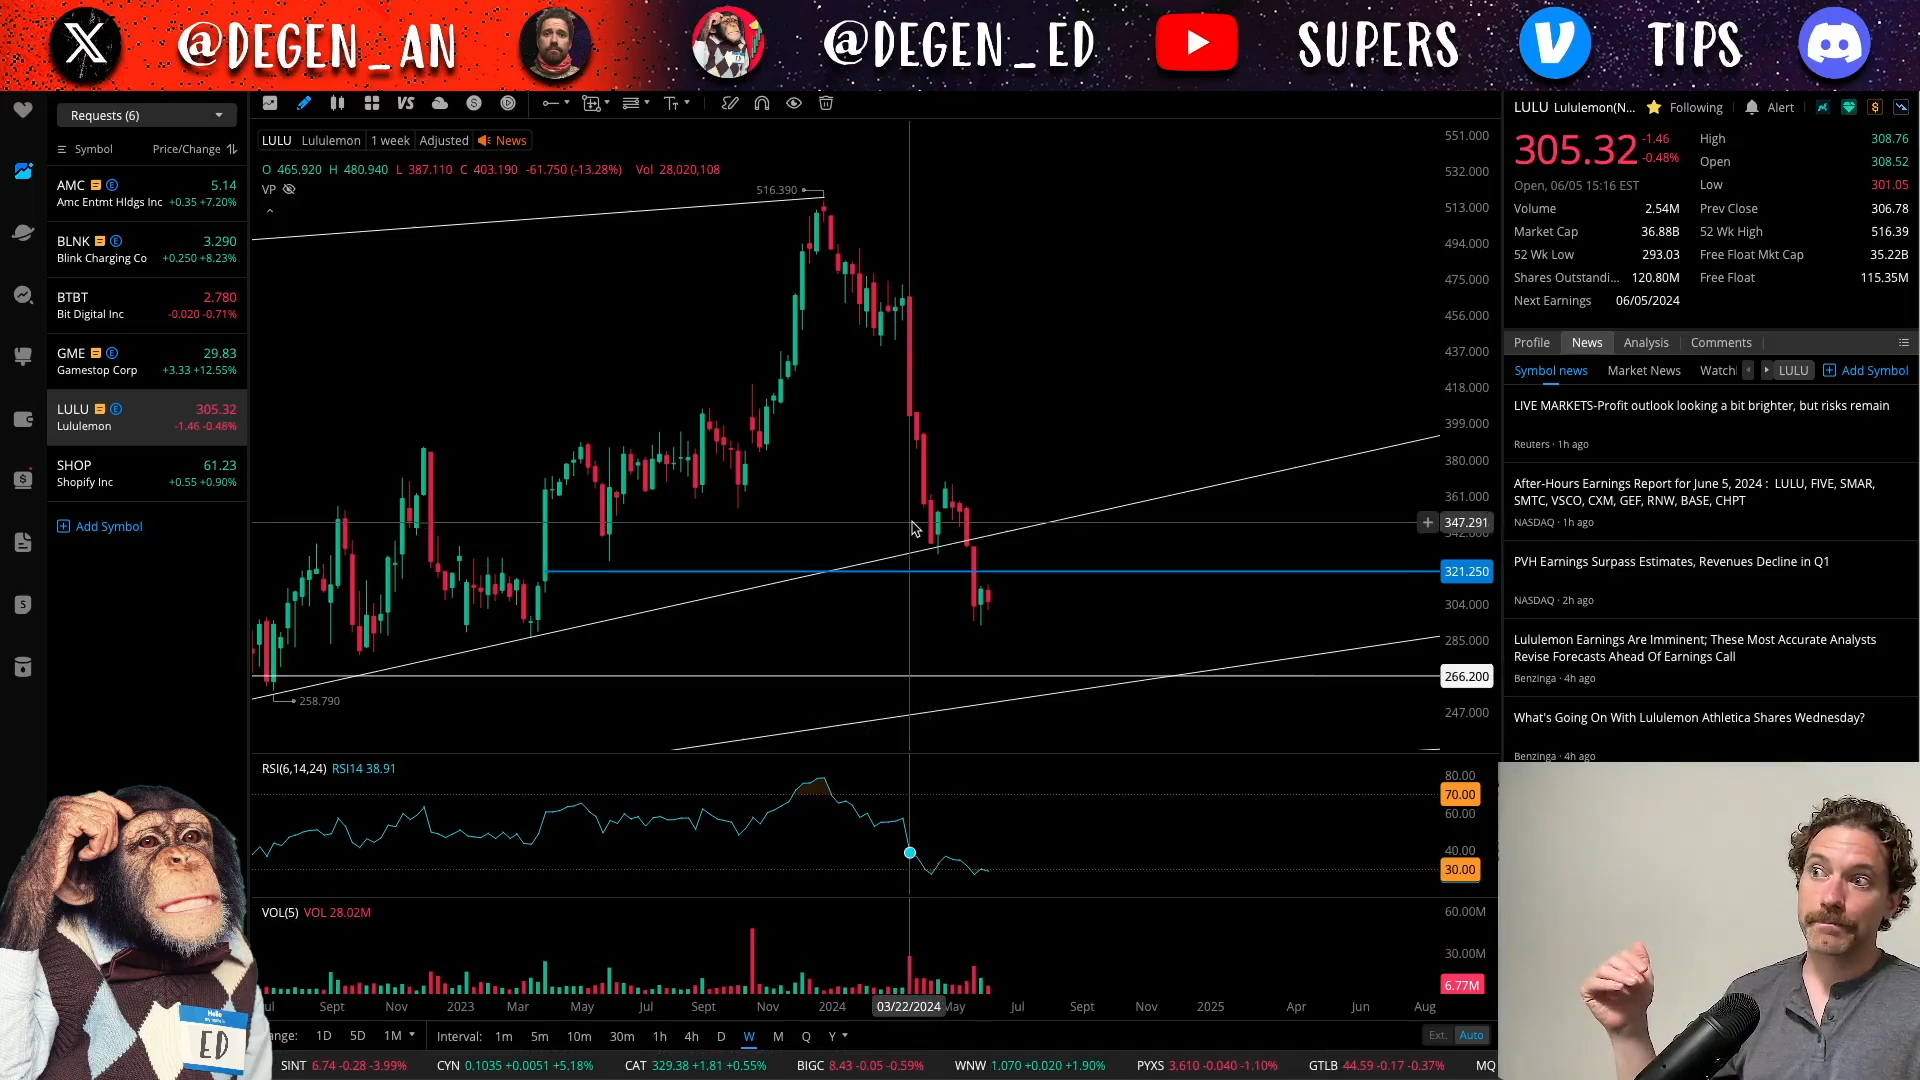 @DEGEN_AN
@DEGEN_ED
SUPERS
TIPS
Requests (6)
Symbol
Price/Change
AMC
5.14
Amc Entmt Hldgs Inc
+0.35 +7.20%
BLNK
3.290
Blink Charging Co
+0.250 +8.23%
BTBT
2.780
Bit Digital Inc
-0.020 -0.71%
GME
29.83
Gamestop Corp
+3.33 +12.55%
LULU
305.32
Lululemon
-1.46 -0.48%
SHOP
61.23
Shopify Inc
+0.55 +0.90%
Add Symbol
VS
LULU Lululemon 1 week Adjusted News
O 465.920 H 480.940 L 387.110 C 403.190 -61.750 (-13.28%) Vol 28,020,108
VP
516.390
258.790
551.000
532.000
513.000
494.000
475.000
456.000
437.000
418.000
399.000
380.000
361.000
347.291
342.000
321.250
304.000
285.000
266.200
247.000
RSI(6,14,24) RSI14 38.91
80.00
70.00
60.00
40.00
30.00
VOL(5) VOL 28.02M
60.00M
30.00M
6.77M
Sept
Nov
2023
Mar
May
Jul
Sept
Nov
2024
03/22/2024
May
Jul
Sept
Nov
2025
Apr
Jun
Aug
1D 5D 1M
Interval: 1m 5m 10m 30m 1h 4h D W M Q Y
Ext. Auto
SINT 6.74 -0.28 -3.99%
CYN 0.1035 +0.0051 +5.18%
CAT 329.38 +1.81 +0.55%
BIGC 8.43 -0.05 -0.59%
WNW 1.070 +0.020 +1.90%
PYXS 3.610 -0.040 -1.10%
GTLB 44.59 -0.17 -0.37%
MQ
LULU Lululemon(N...
Following
Alert
305.32
-1.46
-0.48%
Open, 06/05 15:16 EST
High 308.76
Open 308.52
Low 301.05
Volume 2.54M
Prev Close 306.78
Market Cap 36.88B
52 Wk High 516.39
52 Wk Low 293.03
Free Float Mkt Cap 35.22B
Shares Outstandi... 120.80M
Free Float 115.35M
Next Earnings 06/05/2024
Profile News Analysis Comments
Symbol news Market News Watchl LULU Add Symbol
LIVE MARKETS-Profit outlook looking a bit brighter, but risks remain
Reuters · 1h ago
After-Hours Earnings Report for June 5, 2024 : LULU, FIVE, SMAR,
SMTC, VSCO, CXM, GEF, RNW, BASE, CHPT
NASDAQ · 1h ago
PVH Earnings Surpass Estimates, Revenues Decline in Q1
NASDAQ · 2h ago
Lululemon Earnings Are Imminent; These Most Accurate Analysts
Revise Forecasts Ahead Of Earnings Call
Benzinga · 4h ago
What's Going On With Lululemon Athletica Shares Wednesday?
Benzinga · 4h ago
Hello
ED